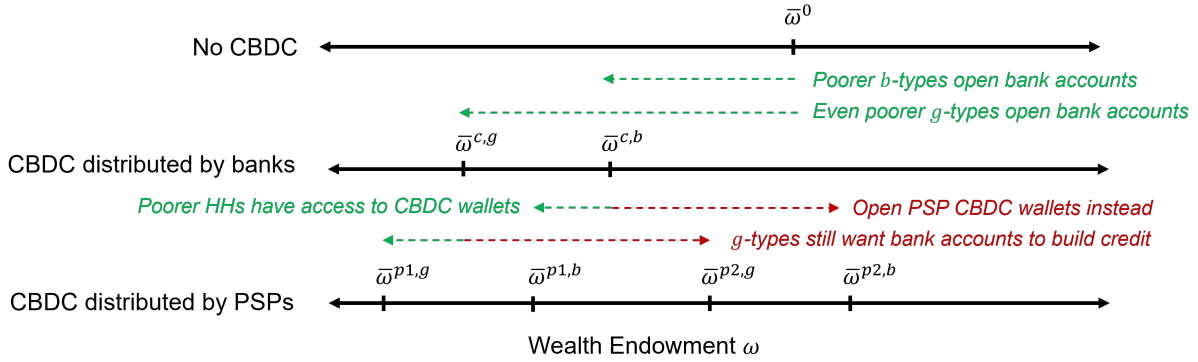 ω̅⁰
No CBDC
Poorer b-types open bank accounts
Even poorer g-types open bank accounts
ω̅ᶜ,ᵍ ω̅ᶜ,ᵇ
CBDC distributed by banks
Poorer HHs have access to CBDC wallets Open PSP CBDC wallets instead
g-types still want bank accounts to build credit
ω̅ᵖ¹,ᵍ ω̅ᵖ¹,ᵇ ω̅ᵖ²,ᵍ ω̅ᵖ²,ᵇ
CBDC distributed by PSPs
Wealth Endowment ω